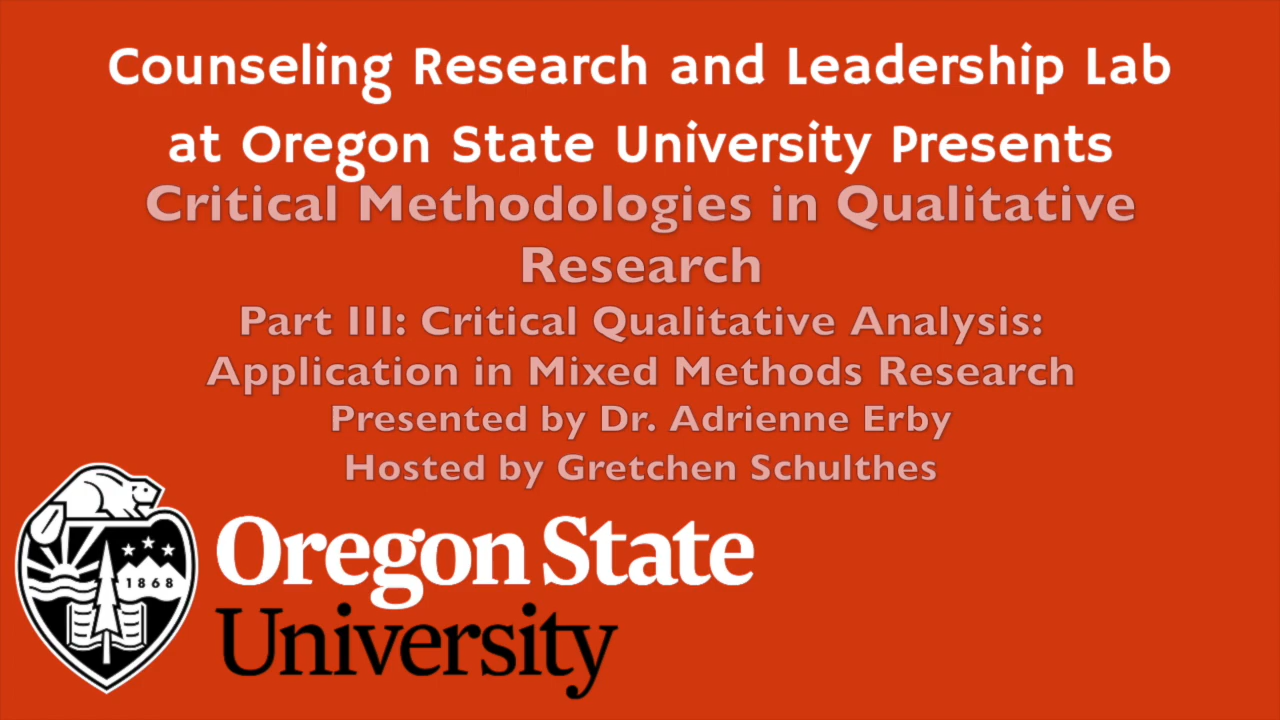 Counseling Research and Leadership Lab
at Oregon State University Presents
Critical Methodologies in Qualitative
Research
Part III: Critical Qualitative Analysis:
Application in Mixed Methods Research
Presented by Dr. Adrienne Erby
Hosted by Gretchen Schulthes
1868
Oregon State
University